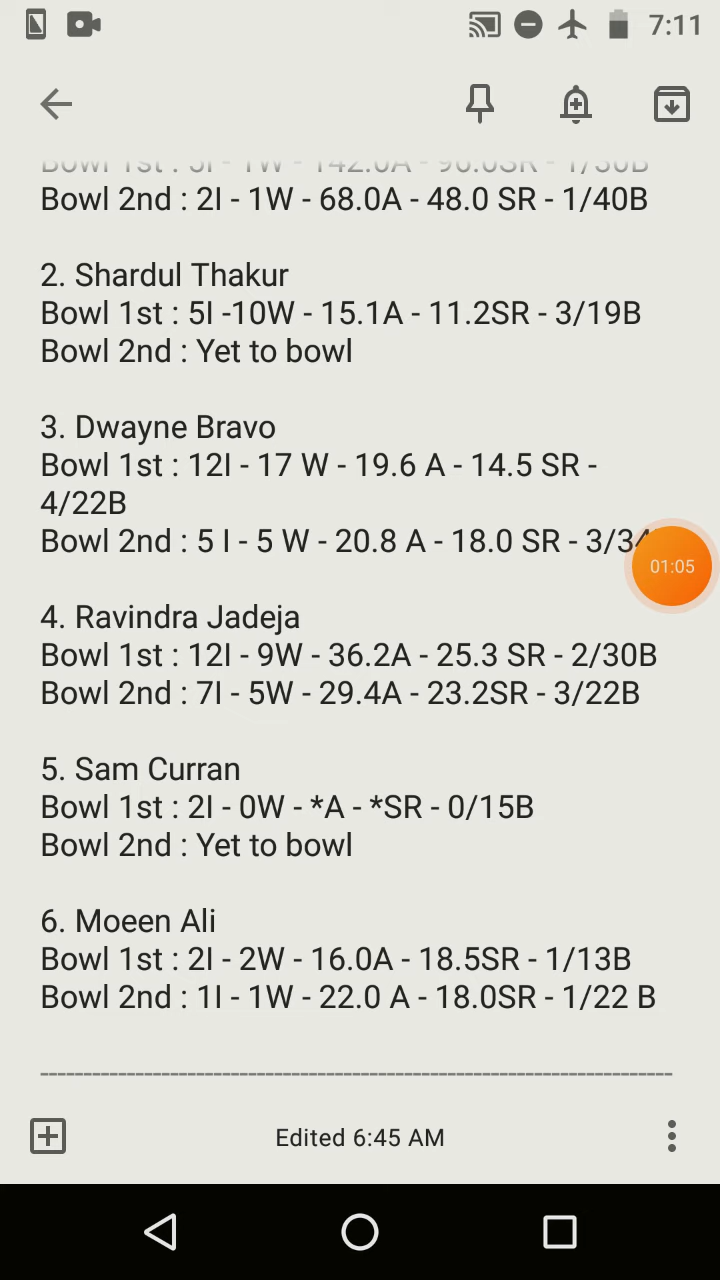 7:11
Bowl 2nd : 2I - 1W - 68.0A - 48.0 SR - 1/40B
2. Shardul Thakur
Bowl 1st : 5I -10W - 15.1A - 11.2SR - 3/19B
Bowl 2nd : Yet to bowl
3. Dwayne Bravo
Bowl 1st : 12I - 17 W - 19.6 A - 14.5 SR -
4/22B
Bowl 2nd : 5 I - 5 W - 20.8 A - 18.0 SR - 3/34
01:05
4. Ravindra Jadeja
Bowl 1st : 12I - 9W - 36.2A - 25.3 SR - 2/30B
Bowl 2nd : 7I - 5W - 29.4A - 23.2SR - 3/22B
5. Sam Curran
Bowl 1st : 2I - 0W - *A - *SR - 0/15B
Bowl 2nd : Yet to bowl
6. Moeen Ali
Bowl 1st : 2I - 2W - 16.0A - 18.5SR - 1/13B
Bowl 2nd : 1I - 1W - 22.0 A - 18.0SR - 1/22 B
Edited 6:45 AM